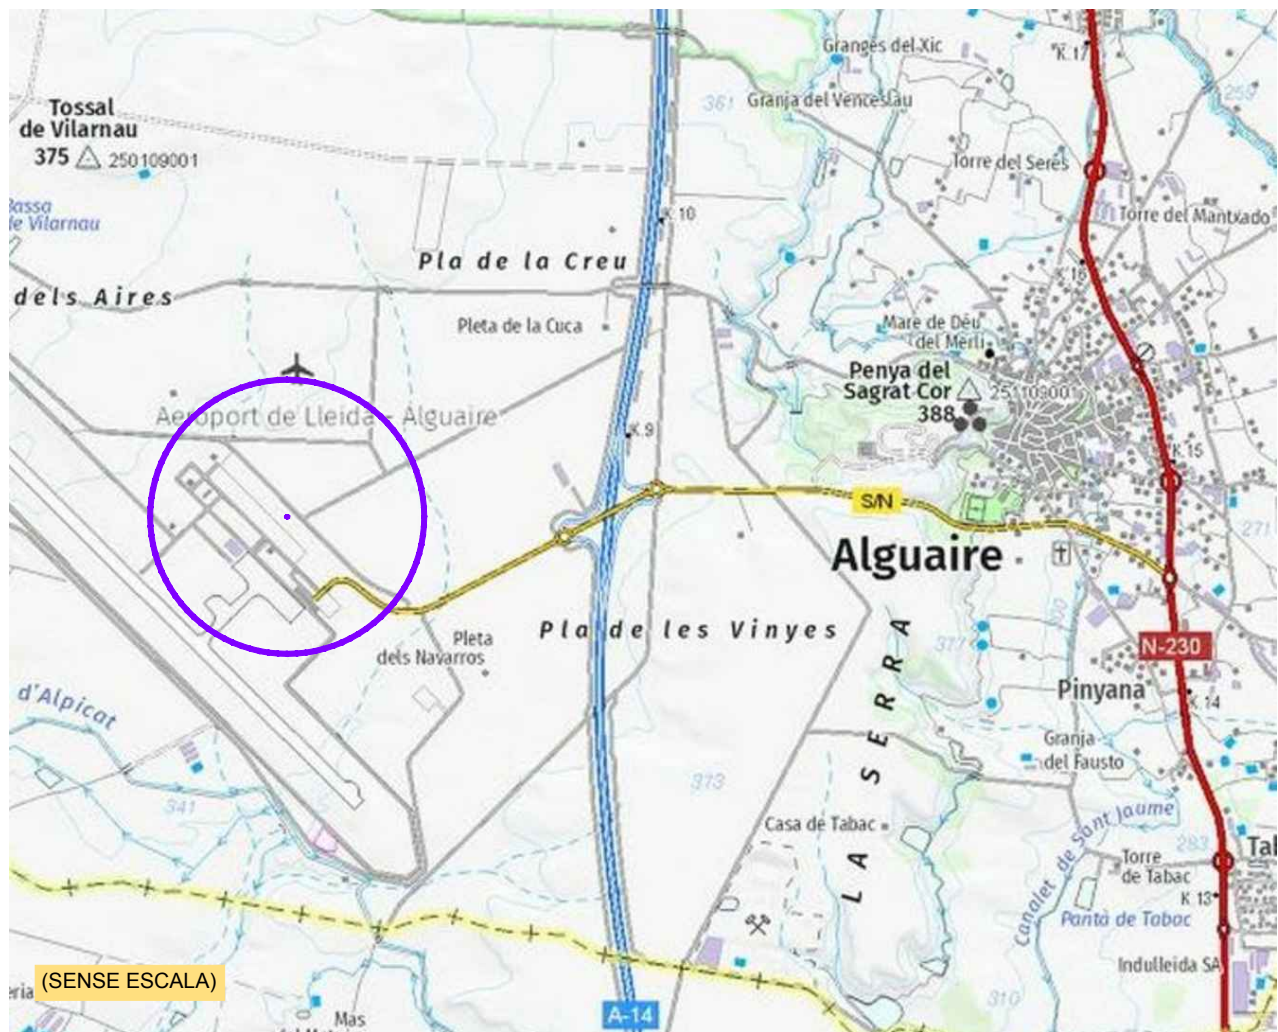 Granges del Xic
K.17
361
Granja del Venceslau
259
Tossal
de Vilarnau
375
250109001
Torre del Serés
Bassa
de Vilarnau
K 10
Torre del Mantxado
Pla de la Creu
K 16
dels Aires
Pleta de la Cuca
Mare de Déu
del Merli
Penya del
Sagrat Cor
388
251109001
Aeroport de Lleida - Alguaire
K 9
K 15
S/N
271
Alguaire
Pla de les Vinyes
Pleta
dels Navarros
377
N-230
LA SERRA
Pinyana
K 14
d'Alpicat
Granja
del Fausto
373
341
Casa de Tabac
Canalet de Sant Jaume
283
Torre
de Tabac
K 13
Pantà de Tabac
Indulleida SA
(SENSE ESCALA)
310
A-14
Mas